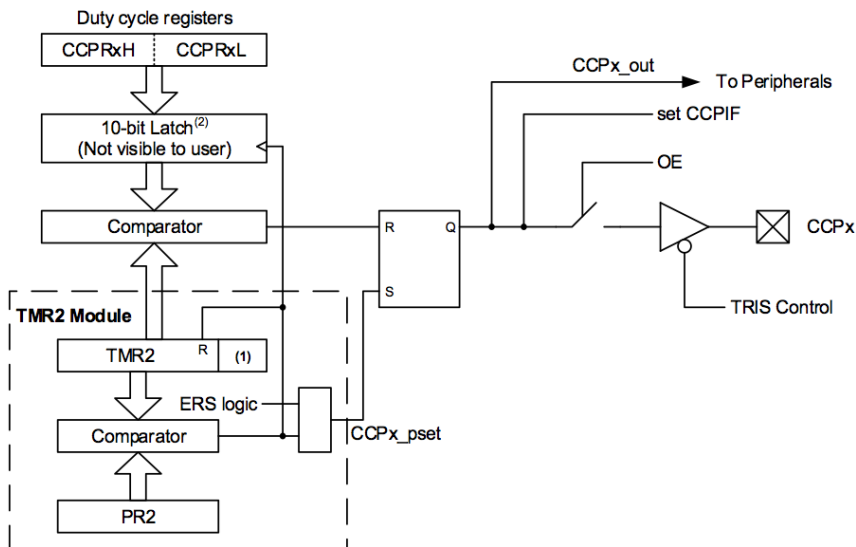 Duty cycle registers
CCPRxH CCPRxL
CCPx_out
To Peripherals
set CCPIF
10-bit Latch(2)
(Not visible to user)
OE
Comparator
R Q
CCPx
S
TMR2 Module
TRIS Control
R
TMR2 (1)
ERS logic
CCPx_pset
Comparator
PR2